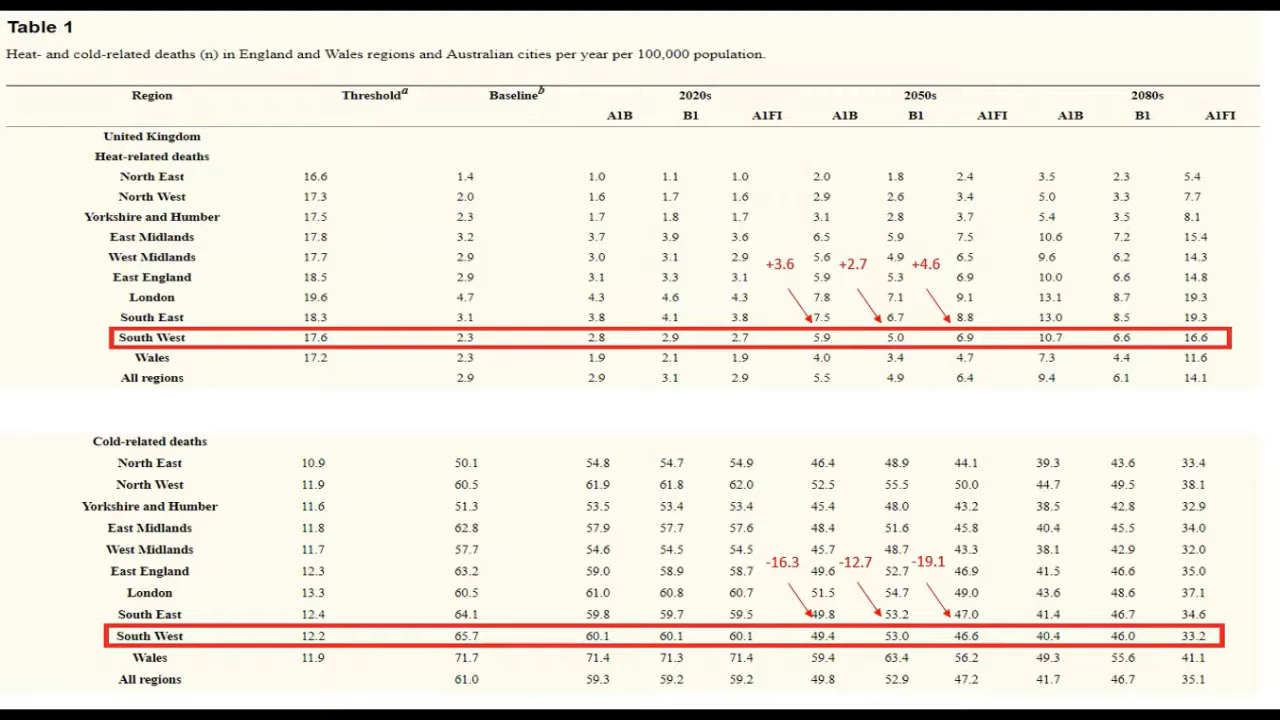 Table 1
Heat- and cold-related deaths (n) in England and Wales regions and Australian cities per year per 100,000 population.
Region Threshold^a Baseline^b 2020s 2050s 2080s
A1B B1 A1FI A1B B1 A1FI A1B B1 A1FI
United Kingdom
Heat-related deaths
North East 16.6 1.4 1.0 1.1 1.0 2.0 1.8 2.4 3.5 2.3 5.4
North West 17.3 2.0 1.6 1.7 1.6 2.9 2.6 3.4 5.0 3.3 7.7
Yorkshire and Humber 17.5 2.3 1.7 1.8 1.7 3.1 2.8 3.7 5.4 3.5 8.1
East Midlands 17.8 3.2 3.7 3.9 3.6 6.5 5.9 7.5 10.6 7.2 15.4
West Midlands 17.7 2.9 3.0 3.1 2.9 5.6 4.9 6.5 9.6 6.2 14.3
+3.6 +2.7 +4.6
East England 18.5 2.9 3.1 3.3 3.1 5.9 5.3 6.9 10.0 6.6 14.8
London 19.6 4.7 4.3 4.6 4.3 7.8 7.1 9.1 13.1 8.7 19.3
South East 18.3 3.1 3.8 4.1 3.8 7.5 6.7 8.8 13.0 8.5 19.3
South West 17.6 2.3 2.8 2.9 2.7 5.9 5.0 6.9 10.7 6.6 16.6
Wales 17.2 2.3 1.9 2.1 1.9 4.0 3.4 4.7 7.3 4.4 11.6
All regions 2.9 2.9 3.1 2.9 5.5 4.9 6.4 9.4 6.1 14.1
Cold-related deaths
North East 10.9 50.1 54.8 54.7 54.9 46.4 48.9 44.1 39.3 43.6 33.4
North West 11.9 60.5 61.9 61.8 62.0 52.5 55.5 50.0 44.7 49.5 38.1
Yorkshire and Humber 11.6 51.3 53.5 53.4 53.4 45.4 48.0 43.2 38.5 42.8 32.9
East Midlands 11.8 62.8 57.9 57.7 57.6 48.4 51.6 45.8 40.4 45.5 34.0
West Midlands 11.7 57.7 54.6 54.5 54.5 45.7 48.7 43.3 38.1 42.9 32.0
-16.3 -12.7 -19.1
East England 12.3 63.2 59.0 58.9 58.7 49.6 52.7 46.9 41.5 46.6 35.0
London 13.3 60.5 61.0 60.8 60.7 51.5 54.7 49.0 43.6 48.6 37.1
South East 12.4 64.1 59.8 59.7 59.5 49.8 53.2 47.0 41.4 46.7 34.6
South West 12.2 65.7 60.1 60.1 60.1 49.4 53.0 46.6 40.4 46.0 33.2
Wales 11.9 71.7 71.4 71.3 71.4 59.4 63.4 56.2 49.3 55.6 41.1
All regions 61.0 59.3 59.2 59.2 49.8 52.9 47.2 41.7 46.7 35.1